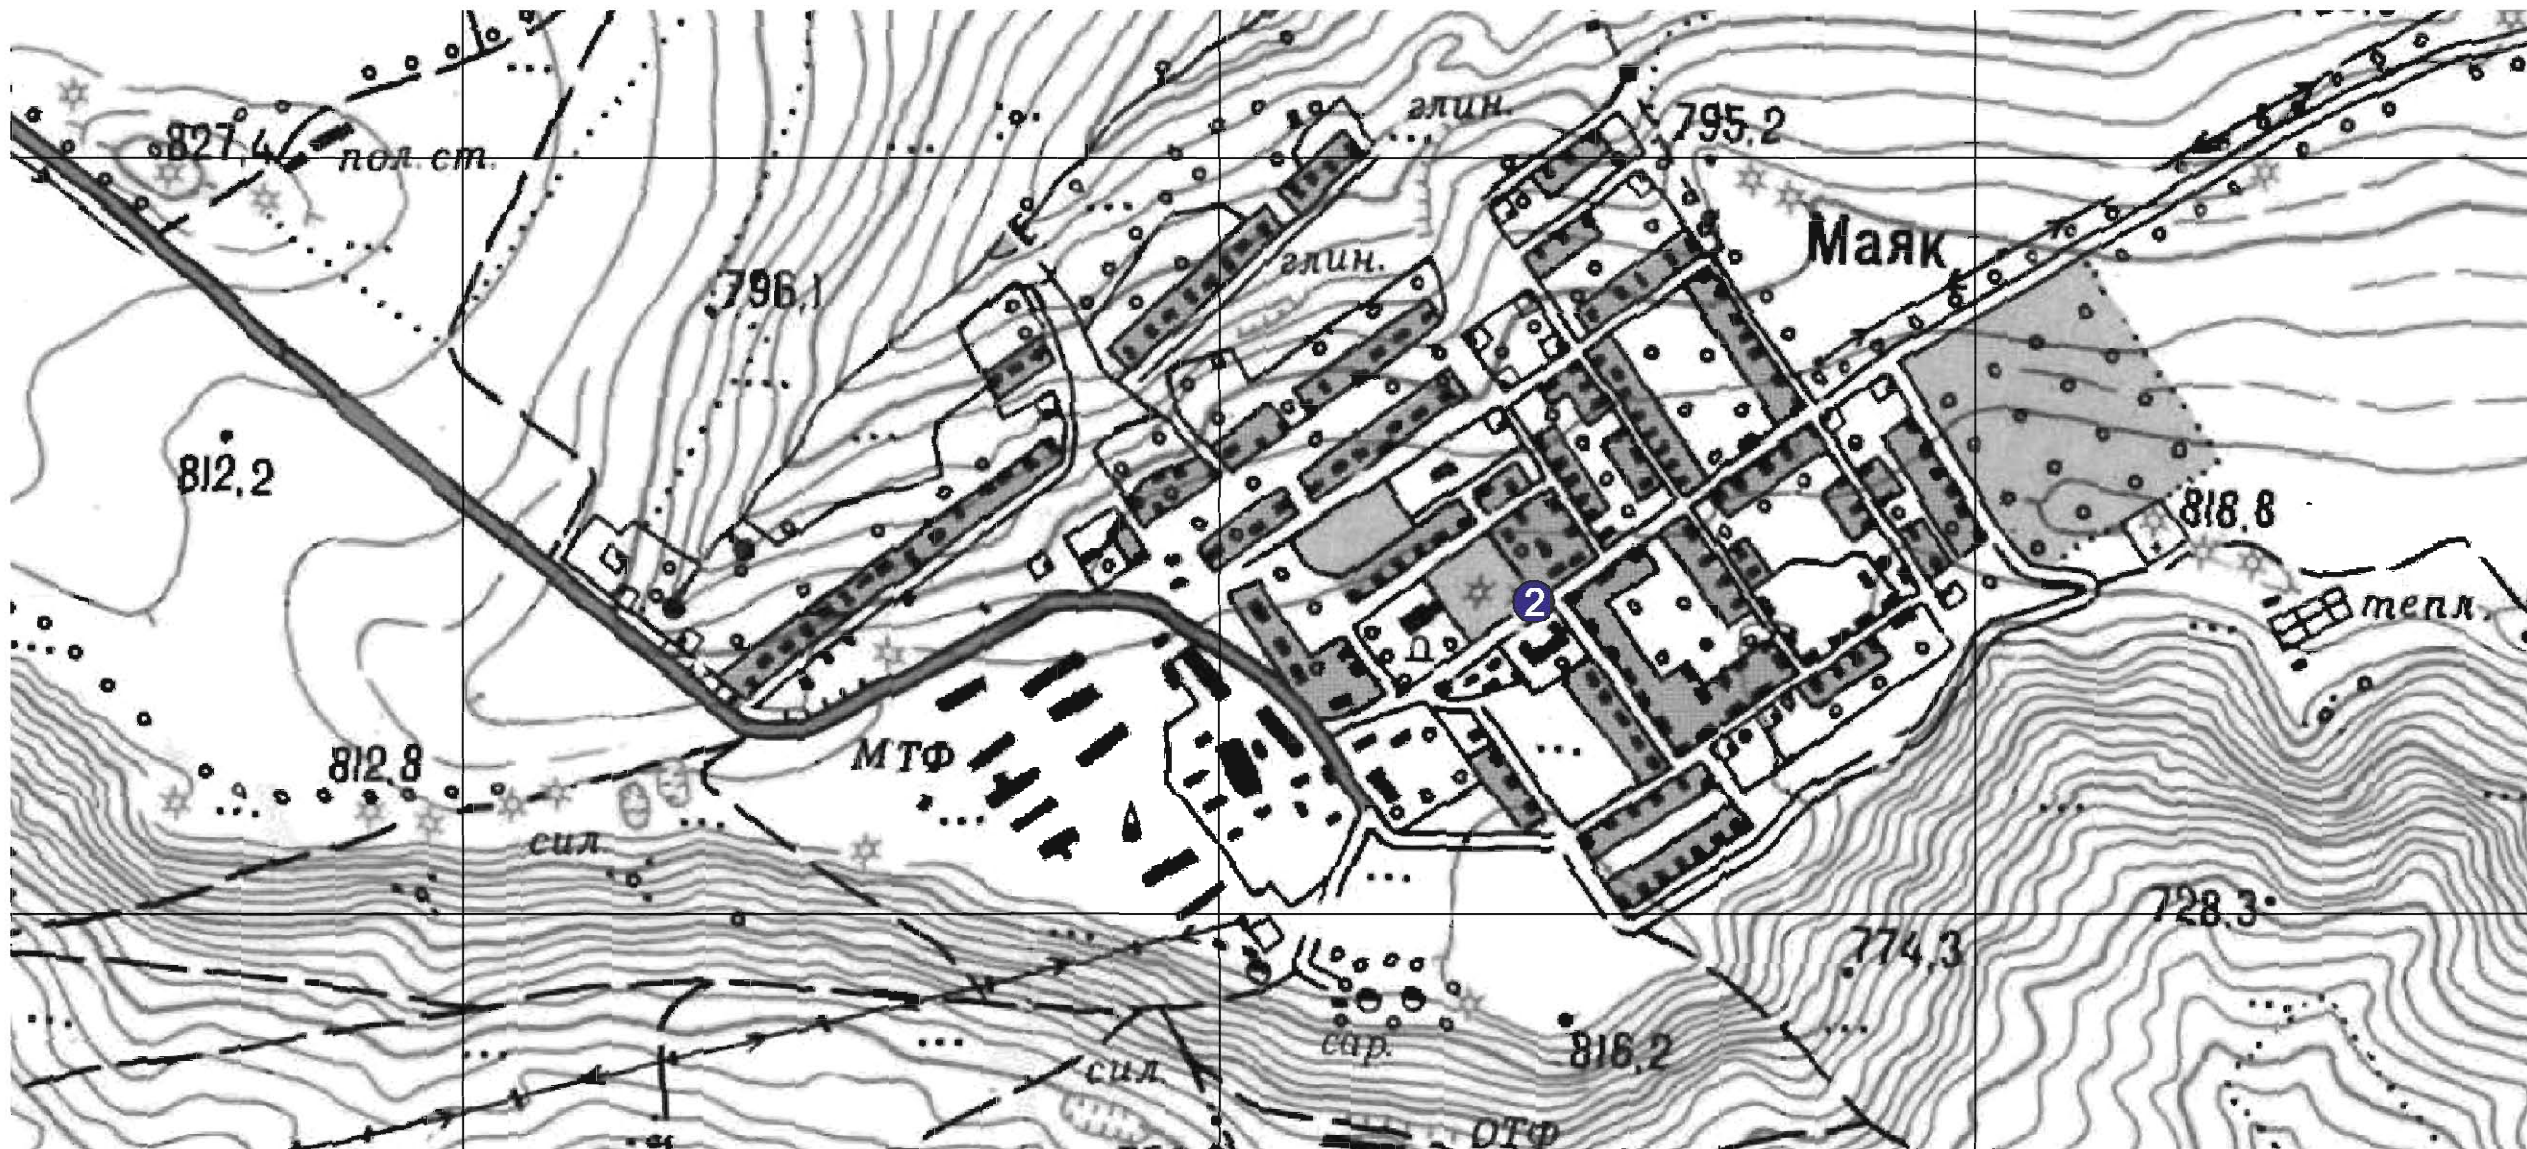 глин.
795.2
827,4
пол. ст.
Маяк
глин.
796,1
812,2
818,8
2
тепл.
п
МТФ
812,8
сил.
728,3
774,3
сар.
816,2
сил.
ОТФ